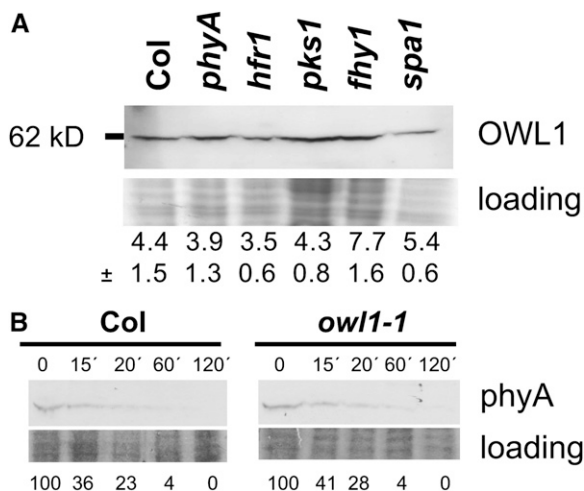 A
Col phyA hfr1 pks1 fhy1 spa1
62 kD OWL1
loading
4.4 3.9 3.5 4.3 7.7 5.4
± 1.5 1.3 0.6 0.8 1.6 0.6
B Col owl1-1
0 15´ 20´ 60´ 120´ 0 15´ 20´ 60´ 120´
phyA
loading
100 36 23 4 0 100 41 28 4 0